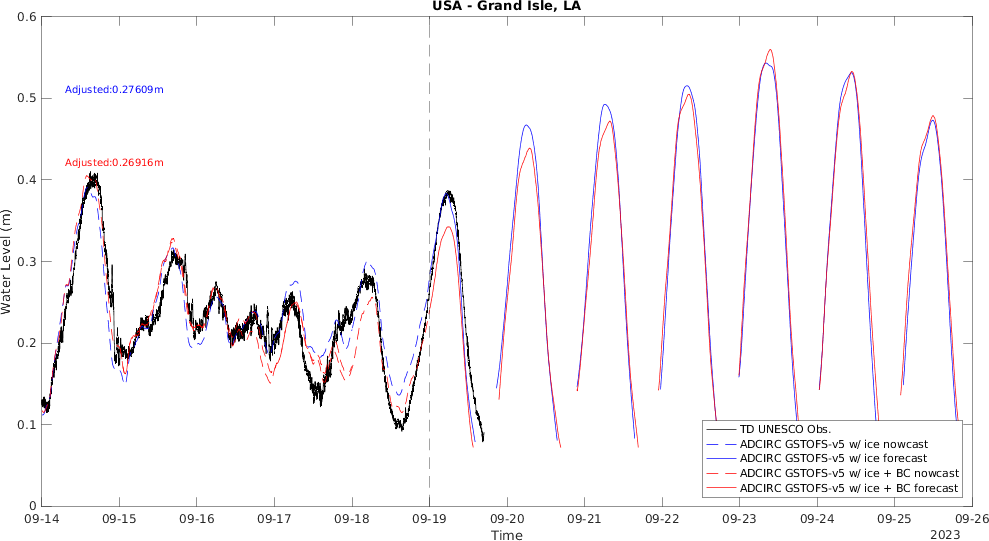 USA - Grand Isle, LA
0.6
0.5
0.4
0.3
0.2
0.1
0
Water Level (m)
Adjusted:0.27609m
Adjusted:0.26916m
TD UNESCO Obs.
ADCIRC GSTOFS-v5 w/ ice nowcast
ADCIRC GSTOFS-v5 w/ ice forecast
ADCIRC GSTOFS-v5 w/ ice + BC nowcast
ADCIRC GSTOFS-v5 w/ ice + BC forecast
09-14 09-15 09-16 09-17 09-18 09-19 09-20 09-21 09-22 09-23 09-24 09-25 09-26
Time
2023